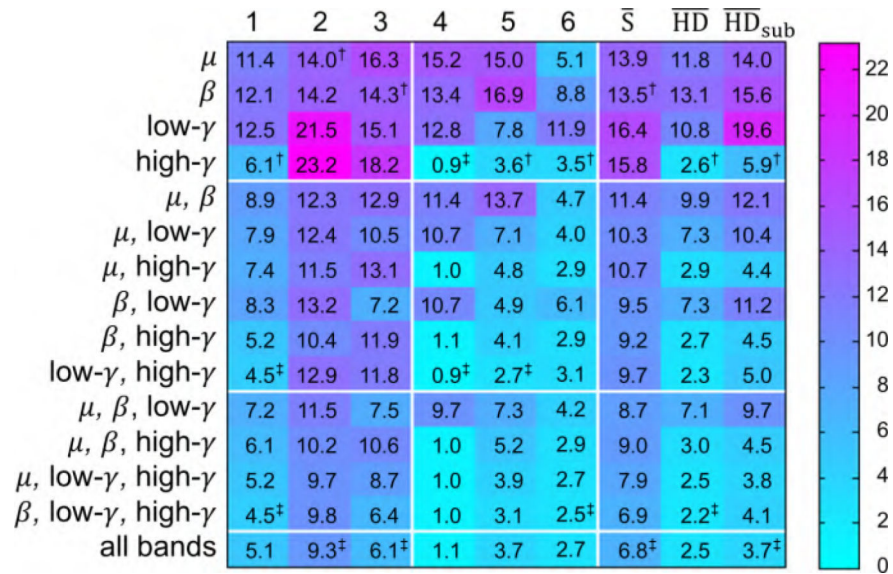 1 2 3 4 5 6 S̅ H̅D̅ H̅D̅sub
μ 11.4 14.0† 16.3 15.2 15.0 5.1 13.9 11.8 14.0
β 12.1 14.2 14.3† 13.4 16.9 8.8 13.5† 13.1 15.6
low-γ 12.5 21.5 15.1 12.8 7.8 11.9 16.4 10.8 19.6
high-γ 6.1† 23.2 18.2 0.9‡ 3.6† 3.5† 15.8 2.6† 5.9†
μ, β 8.9 12.3 12.9 11.4 13.7 4.7 11.4 9.9 12.1
μ, low-γ 7.9 12.4 10.5 10.7 7.1 4.0 10.3 7.3 10.4
μ, high-γ 7.4 11.5 13.1 1.0 4.8 2.9 10.7 2.9 4.4
β, low-γ 8.3 13.2 7.2 10.7 4.9 6.1 9.5 7.3 11.2
β, high-γ 5.2 10.4 11.9 1.1 4.1 2.9 9.2 2.7 4.5
low-γ, high-γ 4.5‡ 12.9 11.8 0.9‡ 2.7‡ 3.1 9.7 2.3 5.0
μ, β, low-γ 7.2 11.5 7.5 9.7 7.3 4.2 8.7 7.1 9.7
μ, β, high-γ 6.1 10.2 10.6 1.0 5.2 2.9 9.0 3.0 4.5
μ, low-γ, high-γ 5.2 9.7 8.7 1.0 3.9 2.7 7.9 2.5 3.8
β, low-γ, high-γ 4.5‡ 9.8 6.4 1.0 3.1 2.5‡ 6.9 2.2‡ 4.1
all bands 5.1 9.3‡ 6.1‡ 1.1 3.7 2.7 6.8‡ 2.5 3.7‡
22
20
18
16
14
12
10
8
6
4
2
0